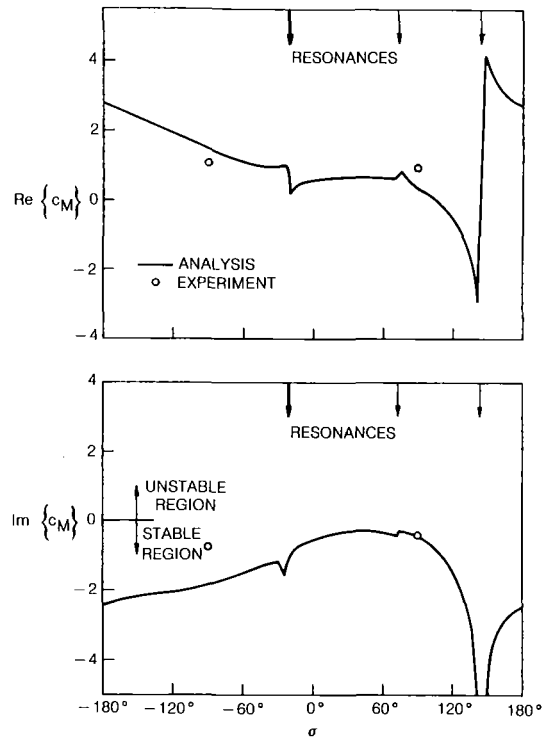 RESONANCES
4
2
0
−2
−4
Re {cM}
ANALYSIS
EXPERIMENT
RESONANCES
4
2
0
−2
−4
Im {cM}
UNSTABLE
REGION
STABLE
REGION
−180° −120° −60° 0° 60° 120° 180°
σ